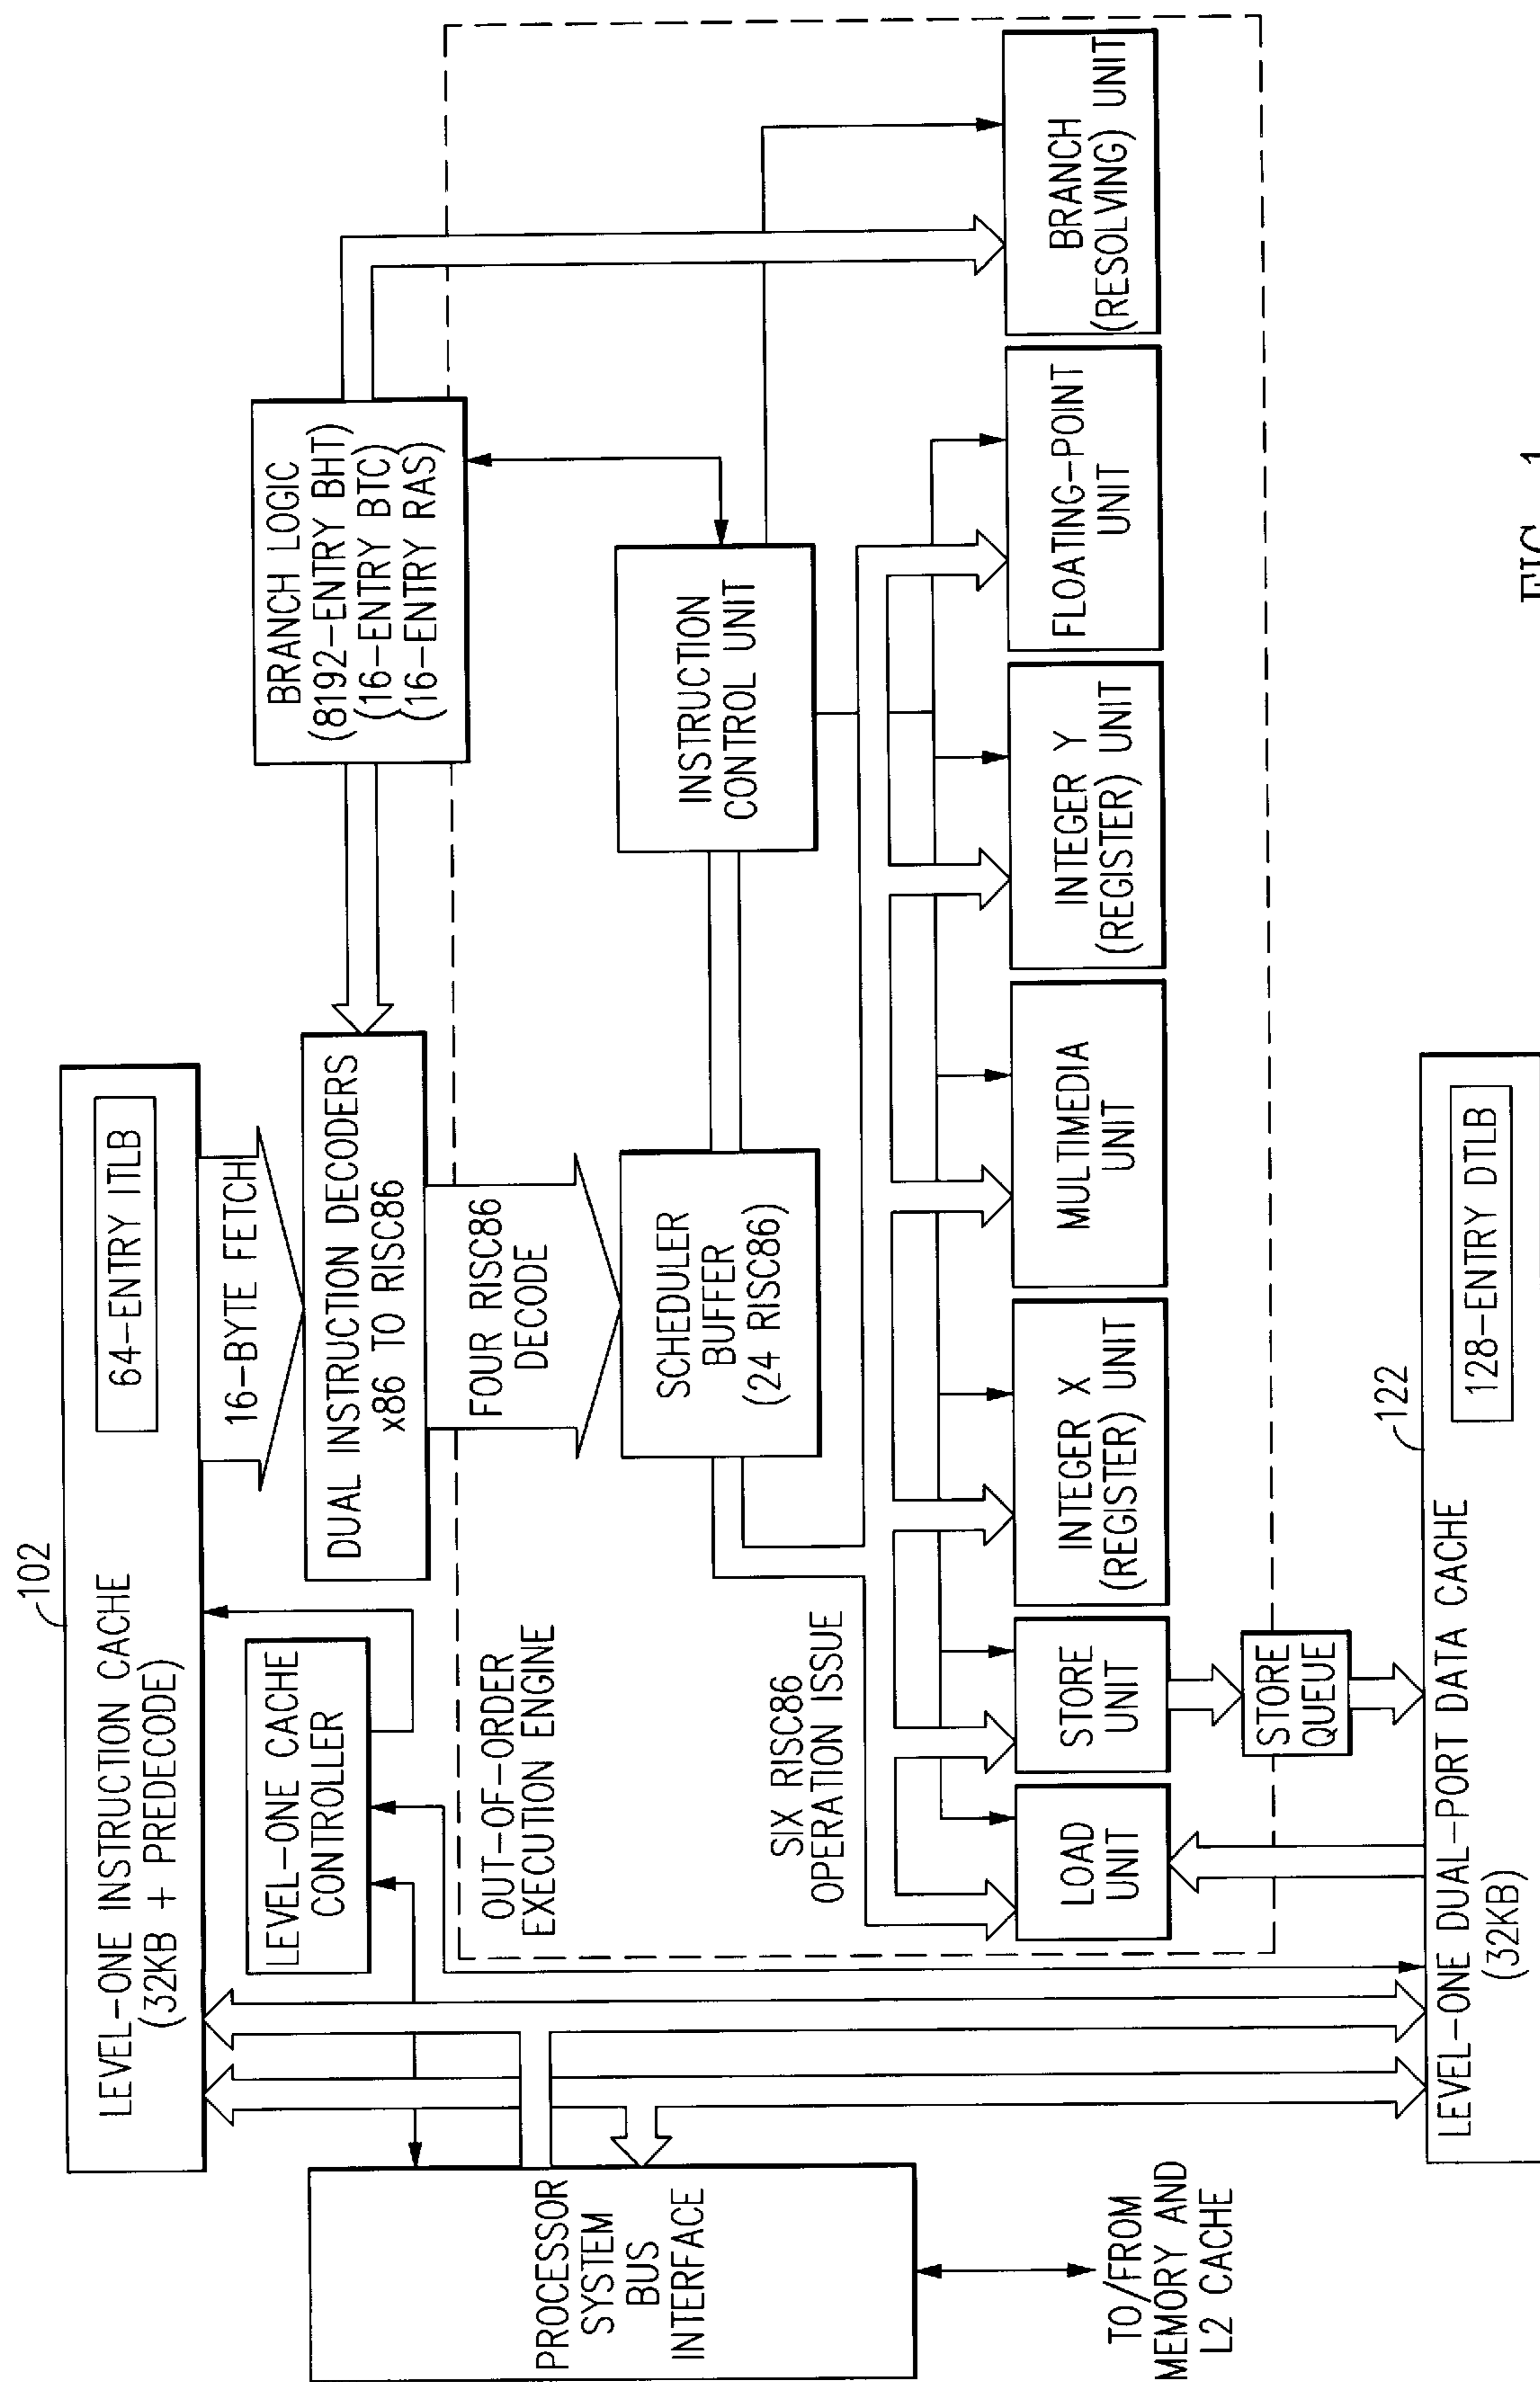 102
LEVEL-ONE INSTRUCTION CACHE
(32KB + PREDECODE)
64-ENTRY ITLB
LEVEL-ONE CACHE
CONTROLLER
16-BYTE FETCH
DUAL INSTRUCTION DECODERS
x86 TO RISC86
BRANCH LOGIC
(8192-ENTRY BHT)
(16-ENTRY BTC)
(16-ENTRY RAS)
PROCESSOR
SYSTEM
BUS
INTERFACE
OUT-OF-ORDER
EXECUTION ENGINE
FOUR RISC86
DECODE
SCHEDULER
BUFFER
(24 RISC86)
INSTRUCTION
CONTROL UNIT
SIX RISC86
OPERATION ISSUE
LOAD
UNIT
STORE
UNIT
INTEGER X
(REGISTER) UNIT
MULTIMEDIA
UNIT
INTEGER Y
(REGISTER) UNIT
FLOATING-POINT
UNIT
BRANCH
(RESOLVING) UNIT
TO/FROM
MEMORY AND
L2 CACHE
STORE
QUEUE
122
LEVEL-ONE DUAL-PORT DATA CACHE
(32KB)
128-ENTRY DTLB
FIG. 1